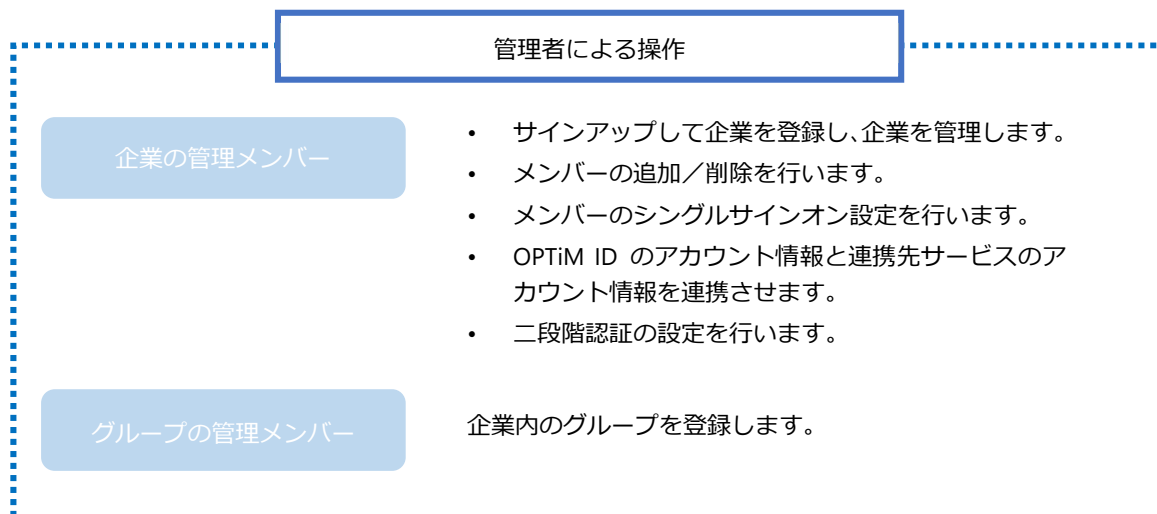 管理者による操作
企業の管理メンバー
• サインアップして企業を登録し、企業を管理します。
• メンバーの追加／削除を行います。
• メンバーのシングルサインオン設定を行います。
• OPTiM ID のアカウント情報と連携先サービスのア
カウント情報を連携させます。
• 二段階認証の設定を行います。
グループの管理メンバー
企業内のグループを登録します。